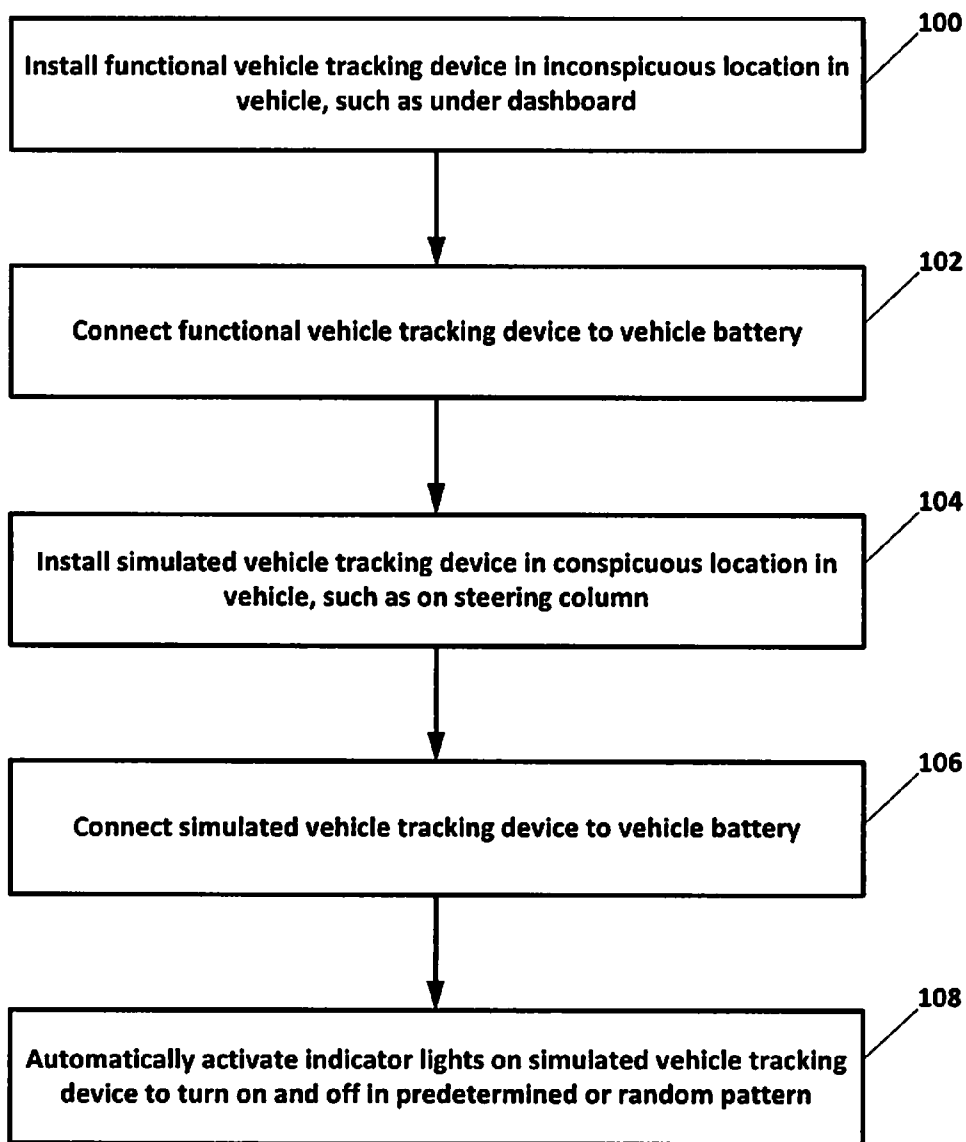 100
Install functional vehicle tracking device in inconspicuous location in
vehicle, such as under dashboard
102
Connect functional vehicle tracking device to vehicle battery
104
Install simulated vehicle tracking device in conspicuous location in
vehicle, such as on steering column
106
Connect simulated vehicle tracking device to vehicle battery
108
Automatically activate indicator lights on simulated vehicle tracking
device to turn on and off in predetermined or random pattern